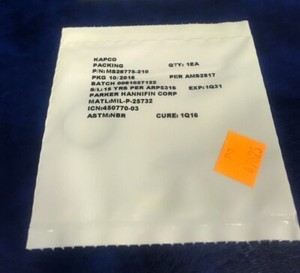 KAPCO
PACKING QTY: 1EA
P/N:MS28775-210
PKG 10/2016 PER AMS2817
BATCH 0081057122
S/L:15 YRS PER ARP5316 EXP:1Q31
PARKER HANNIFIN CORP
MATL:MIL-P-25732
ICN:450770-03
ASTM:NBR CURE: 1Q16